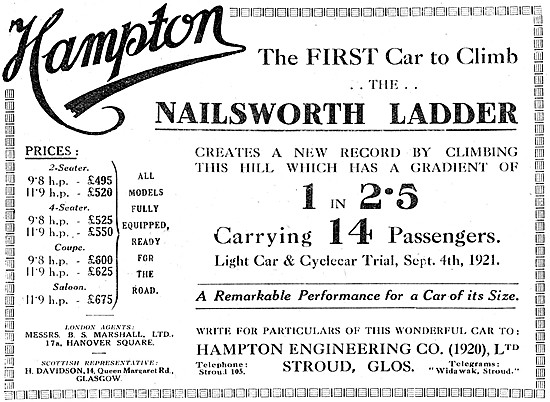 Hampton
The FIRST Car to Climb
.. THE ..
NAILSWORTH LADDER
PRICES:
2-Seater.
9·8 h.p. - £495
11·9 h.p. - £520
4-Seater.
9·8 h.p. - £525
11·9 h.p. - £550
Coupe.
9·8 h.p. - £600
11·9 h.p. - £625
Saloon.
11·9 h.p. - £675
ALL
MODELS
FULLY
EQUIPPED,
READY
FOR
THE
ROAD.
LONDON AGENTS:
MESSRS. B. S. MARSHALL, LTD.,
17a, HANOVER SQUARE.
SCOTTISH REPRESENTATIVE:
H. DAVIDSON, 14, Queen Margaret Rd.,
GLASGOW.
CREATES A NEW RECORD BY CLIMBING
THIS HILL WHICH HAS A GRADIENT OF
1 IN 2·5
Carrying 14 Passengers.
Light Car & Cyclecar Trial, Sept. 4th, 1921.
A Remarkable Performance for a Car of its Size.
WRITE FOR PARTICULARS OF THIS WONDERFUL CAR TO:
HAMPTON ENGINEERING CO. (1920), LTD
Telephone: STROUD, GLOS. Telegrams:
Stroud 105. "Widawak, Stroud."